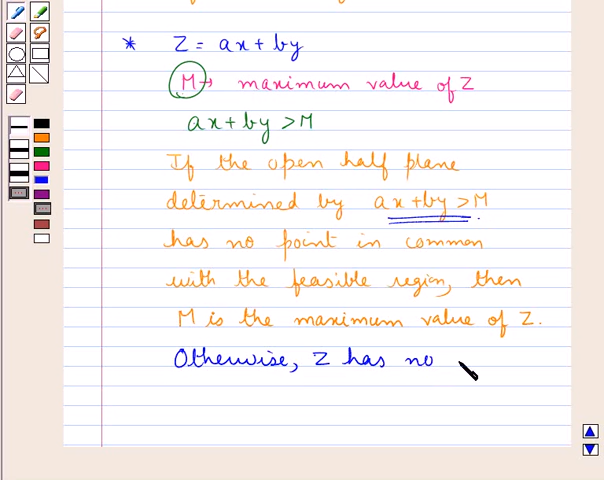 * Z = ax + by
M → maximum value of Z
ax + by > M
If the open half plane
determined by ax + by > M
has no point in common
with the feasible region, then
M is the maximum value of Z.
Otherwise, Z has no